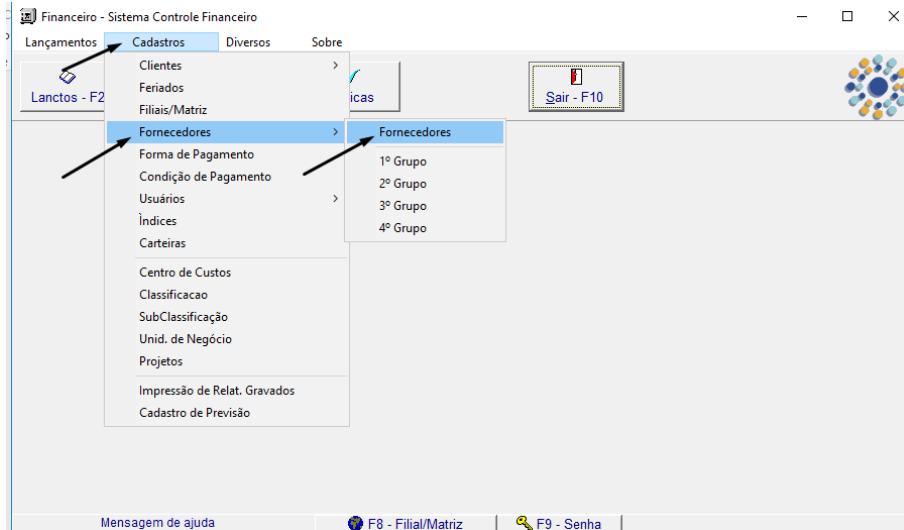 Financeiro - Sistema Controle Financeiro
Lançamentos Cadastros Diversos Sobre
Lanctos - F2
icas
Sair - F10
Clientes
Feriados
Filiais/Matriz
Fornecedores
Forma de Pagamento
Condição de Pagamento
Usuários
Ìndices
Carteiras
Centro de Custos
Classificacao
SubClassificação
Unid. de Negócio
Projetos
Impressão de Relat. Gravados
Cadastro de Previsão
Fornecedores
1º Grupo
2º Grupo
3º Grupo
4º Grupo
Mensagem de ajuda
F8 - Filial/Matriz
F9 - Senha